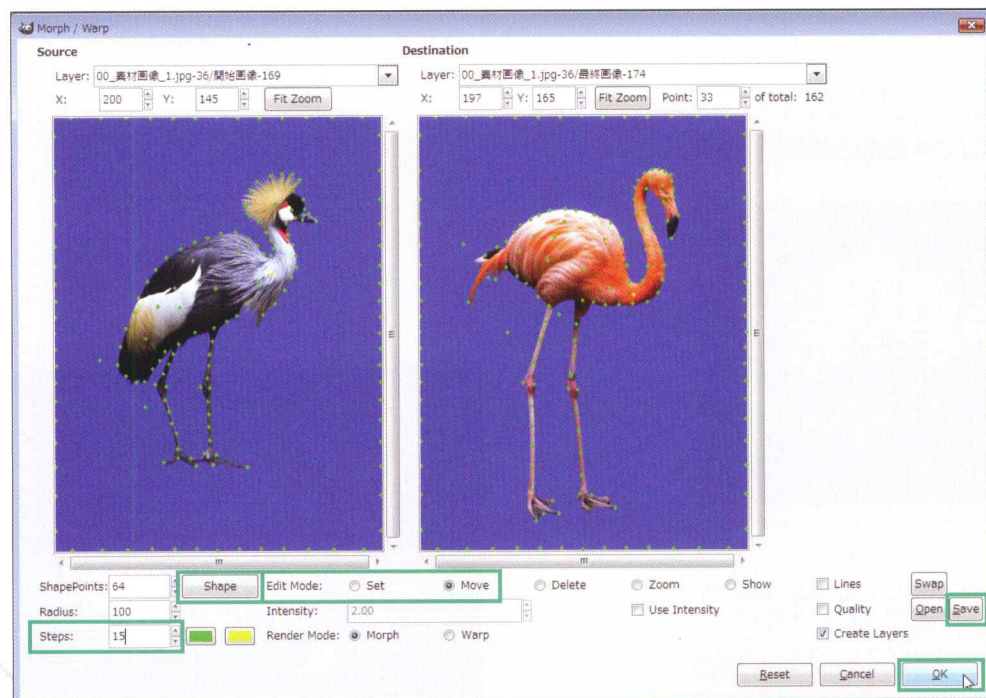 Morph / Warp
Source
Destination
Layer: 00_素材画像_1.jpg-36/開始画像-169
Layer: 00_素材画像_1.jpg-36/最終画像-174
X: 200 Y: 145 Fit Zoom
X: 197 Y: 165 Fit Zoom Point: 33 of total: 162
ShapePoints: 64 Shape Edit Mode: Set Move Delete Zoom Show Lines Swap
Radius: 100 Intensity: 2.00 Use Intensity Quality Open Save
Steps: 15 Render Mode: Morph Warp Create Layers
Reset Cancel OK